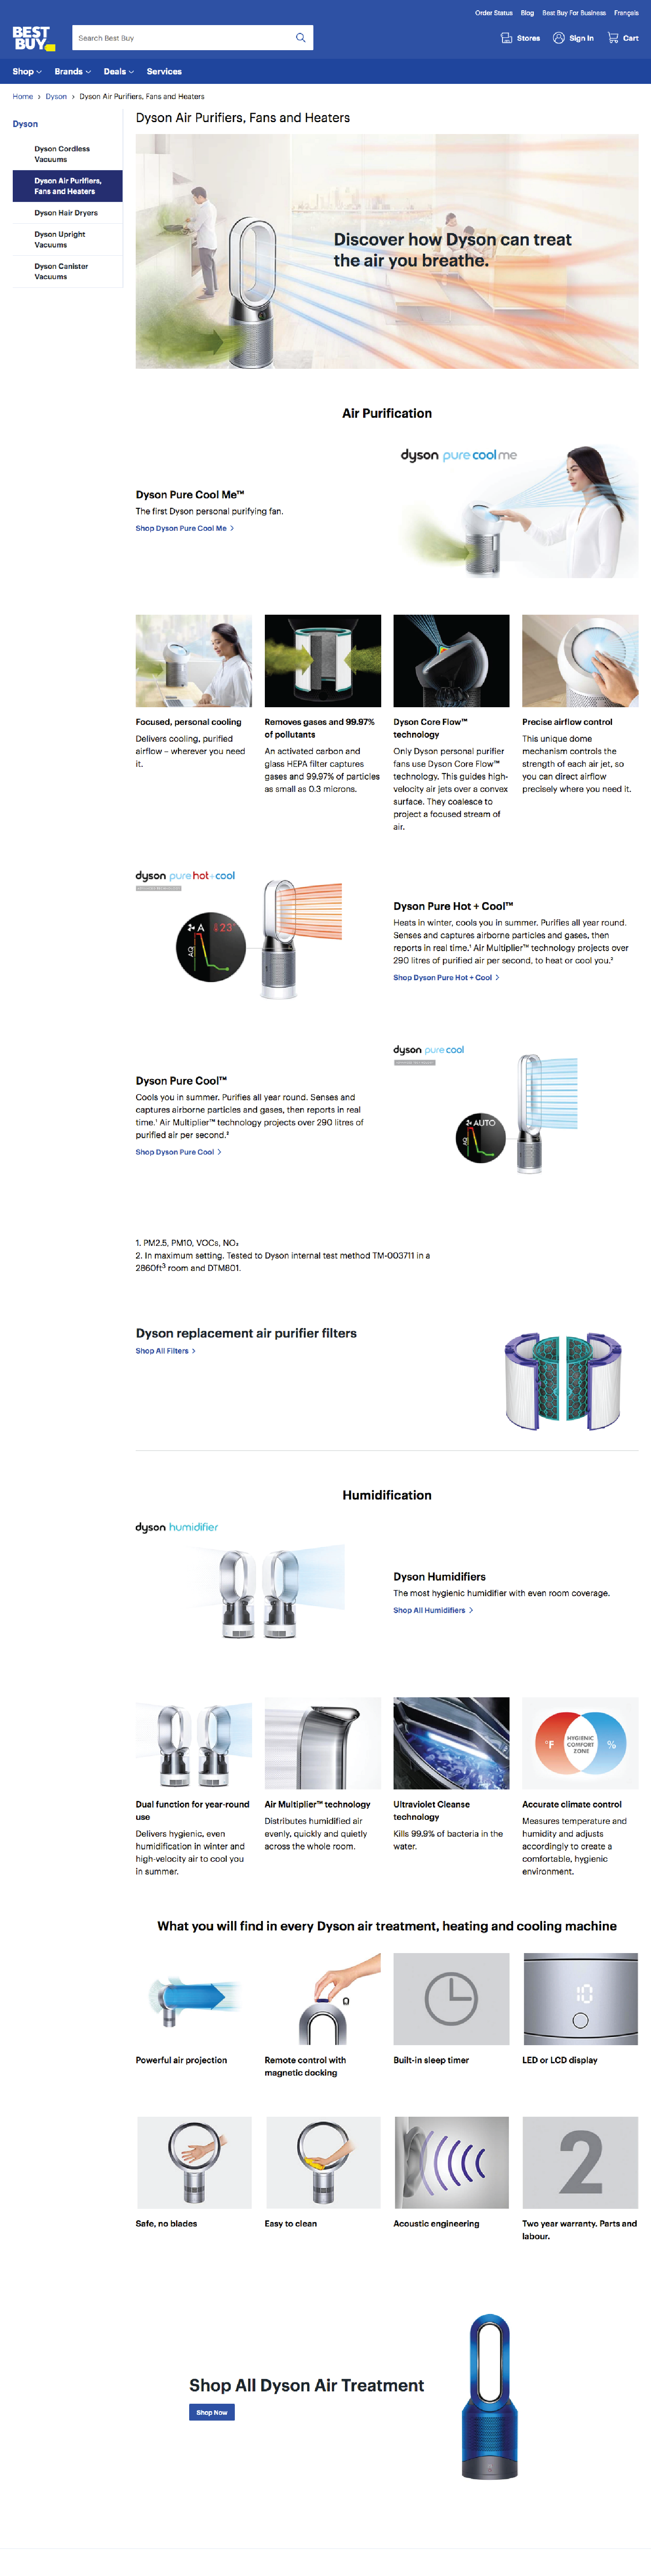 Order Status Blog Best Buy For Business Français
BEST
BUY
Search Best Buy
Stores Sign In Cart
Shop Brands Deals Services
Home › Dyson › Dyson Air Purifiers, Fans and Heaters
Dyson
Dyson Cordless
Vacuums
Dyson Air Purifiers,
Fans and Heaters
Dyson Hair Dryers
Dyson Upright
Vacuums
Dyson Canister
Vacuums
Dyson Air Purifiers, Fans and Heaters
Discover how Dyson can treat
the air you breathe.
Air Purification
dyson pure cool me
Dyson Pure Cool Me™
The first Dyson personal purifying fan.
Shop Dyson Pure Cool Me
Focused, personal cooling
Delivers cooling, purified
airflow – wherever you need
it.
Removes gases and 99.97%
of pollutants
An activated carbon and
glass HEPA filter captures
gases and 99.97% of particles
as small as 0.3 microns.
Dyson Core Flow™
technology
Only Dyson personal purifier
fans use Dyson Core Flow™
technology. This guides high-
velocity air jets over a convex
surface. They coalesce to
project a focused stream of
air.
Precise airflow control
This unique dome
mechanism controls the
strength of each air jet, so
you can direct airflow
precisely where you need it.
dyson pure hot+cool
A 23°
AQ
Dyson Pure Hot + Cool™
Heats in winter, cools you in summer. Purifies all year round.
Senses and captures airborne particles and gases, then
reports in real time.¹ Air Multiplier™ technology projects over
290 litres of purified air per second, to heat or cool you.²
Shop Dyson Pure Hot + Cool
Dyson Pure Cool™
Cools you in summer. Purifies all year round. Senses and
captures airborne particles and gases, then reports in real
time.¹ Air Multiplier™ technology projects over 290 litres of
purified air per second.²
Shop Dyson Pure Cool
dyson pure cool
AUTO
AQ
1. PM2.5, PM10, VOCs, NO₂
2. In maximum setting. Tested to Dyson internal test method TM-003711 in a
2860ft³ room and DTM801.
Dyson replacement air purifier filters
Shop All Filters
Humidification
dyson humidifier
Dyson Humidifiers
The most hygienic humidifier with even room coverage.
Shop All Humidifiers
°F HYGIENIC COMFORT ZONE %
Dual function for year-round
use
Delivers hygienic, even
humidification in winter and
high-velocity air to cool you
in summer.
Air Multiplier™ technology
Distributes humidified air
evenly, quickly and quietly
across the whole room.
Ultraviolet Cleanse
technology
Kills 99.9% of bacteria in the
water.
Accurate climate control
Measures temperature and
humidity and adjusts
accordingly to create a
comfortable, hygienic
environment.
What you will find in every Dyson air treatment, heating and cooling machine
10
Powerful air projection
Remote control with
magnetic docking
Built-in sleep timer
LED or LCD display
2
Safe, no blades
Easy to clean
Acoustic engineering
Two year warranty. Parts and
labour.
Shop All Dyson Air Treatment
Shop Now